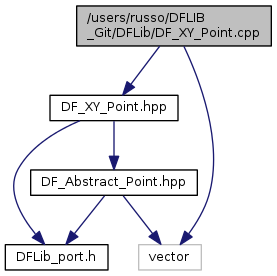 /users/russo/DFLIB
_Git/DFLib/DF_XY_Point.cpp
DF_XY_Point.hpp
DF_Abstract_Point.hpp
DFLib_port.h
vector